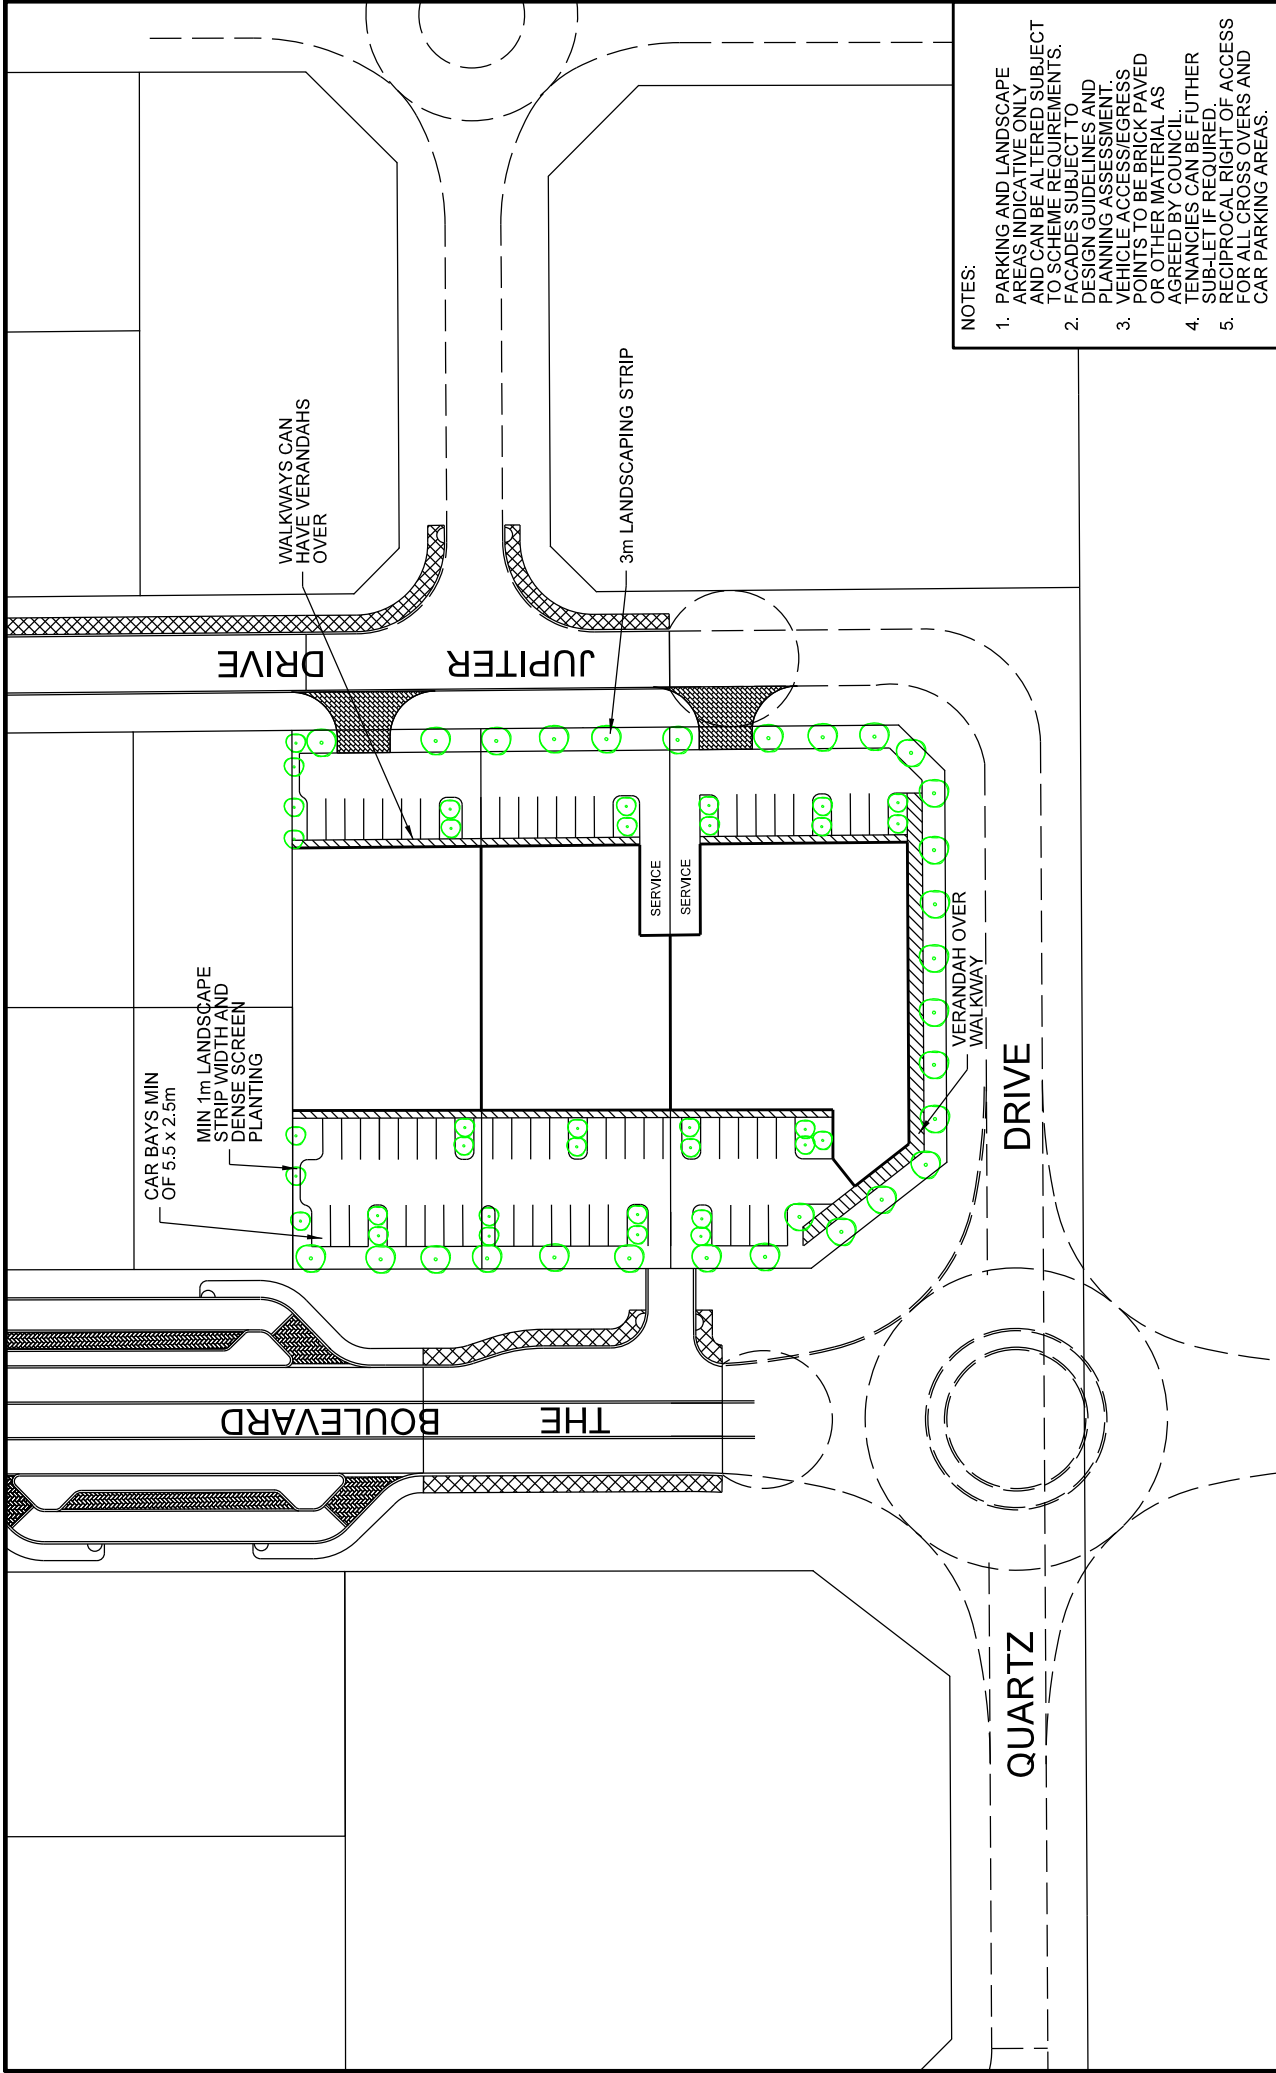 CAR BAYS MIN
OF 5.5 x 2.5m
MIN 1m LANDSCAPE
STRIP WIDTH AND
DENSE SCREEN
PLANTING
WALKWAYS CAN
HAVE VERANDAHS
OVER
3m LANDSCAPING STRIP
JUPITER
DRIVE
THE
BOULEVARD
SERVICE
SERVICE
VERANDAH OVER
WALKWAY
QUARTZ
DRIVE
NOTES:
1. PARKING AND LANDSCAPE
AREAS INDICATIVE ONLY
AND CAN BE ALTERED SUBJECT
TO SCHEME REQUIREMENTS.
2. FACADES SUBJECT TO
DESIGN GUIDELINES AND
PLANNING ASSESSMENT.
3. VEHICLE ACCESS/EGRESS
POINTS TO BE BRICK PAVED
OR OTHER MATERIAL AS
AGREED BY COUNCIL.
4. TENANCIES CAN BE FUTHER
SUB-LET IF REQUIRED.
5. RECIPROCAL RIGHT OF ACCESS
FOR ALL CROSS OVERS AND
CAR PARKING AREAS.